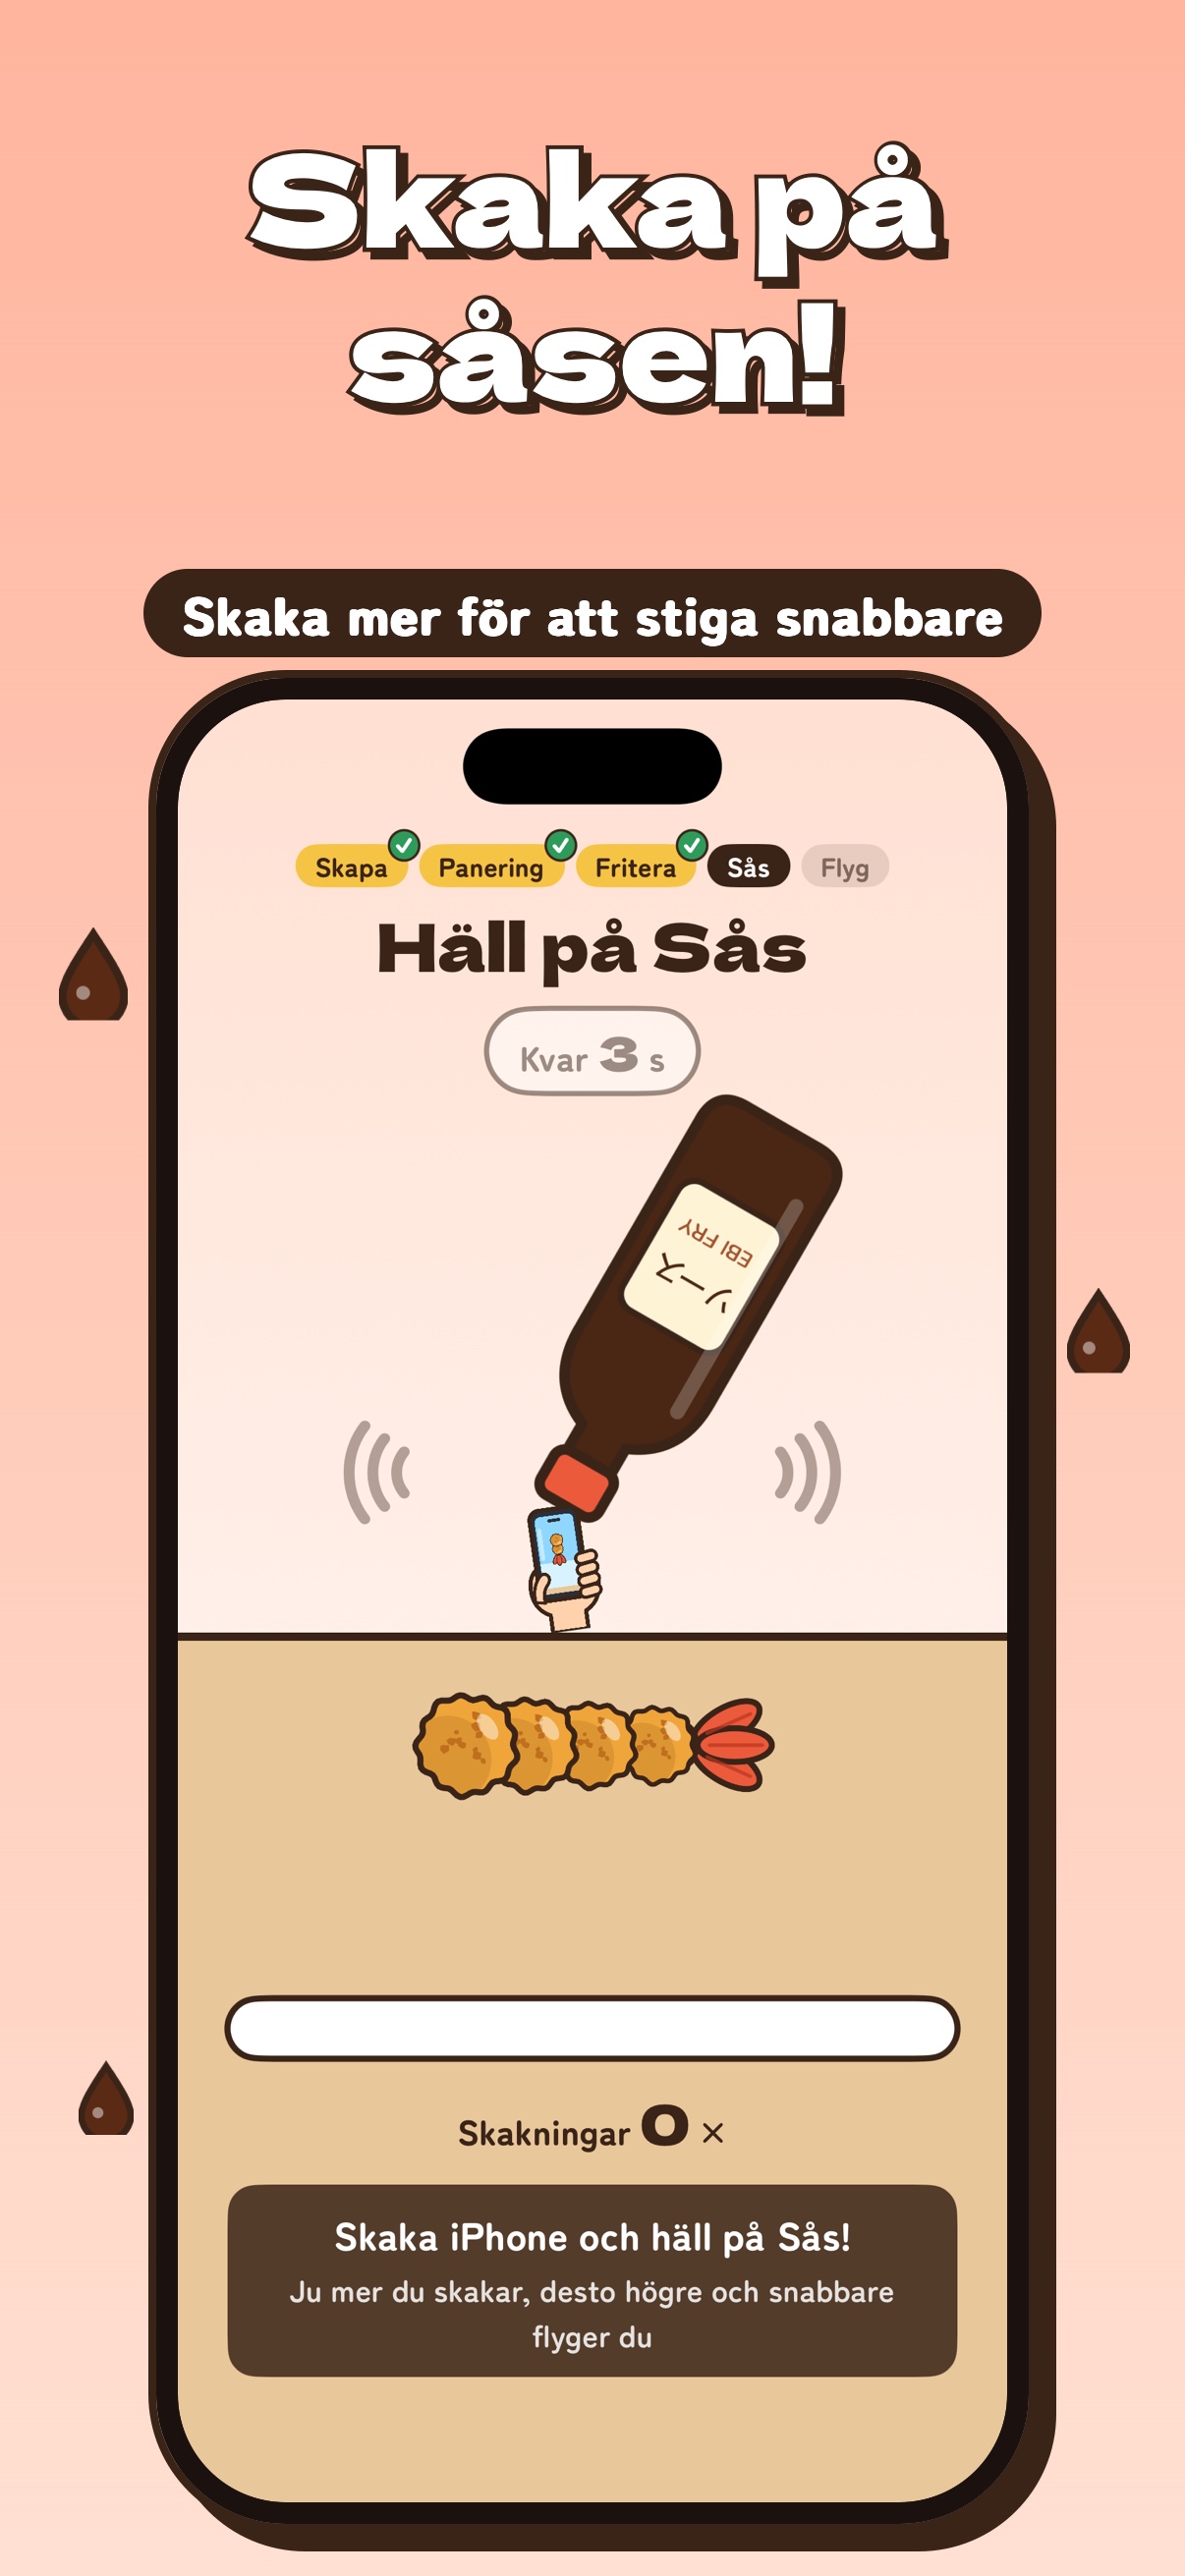 Skaka på
såsen!
Skaka mer för att stiga snabbare
Skapa Panering Fritera Sås Flyg
Häll på Sås
Kvar 3 s
EBI FRY
ソース
Skakningar 0 ×
Skaka iPhone och häll på Sås!
Ju mer du skakar, desto högre och snabbare
flyger du